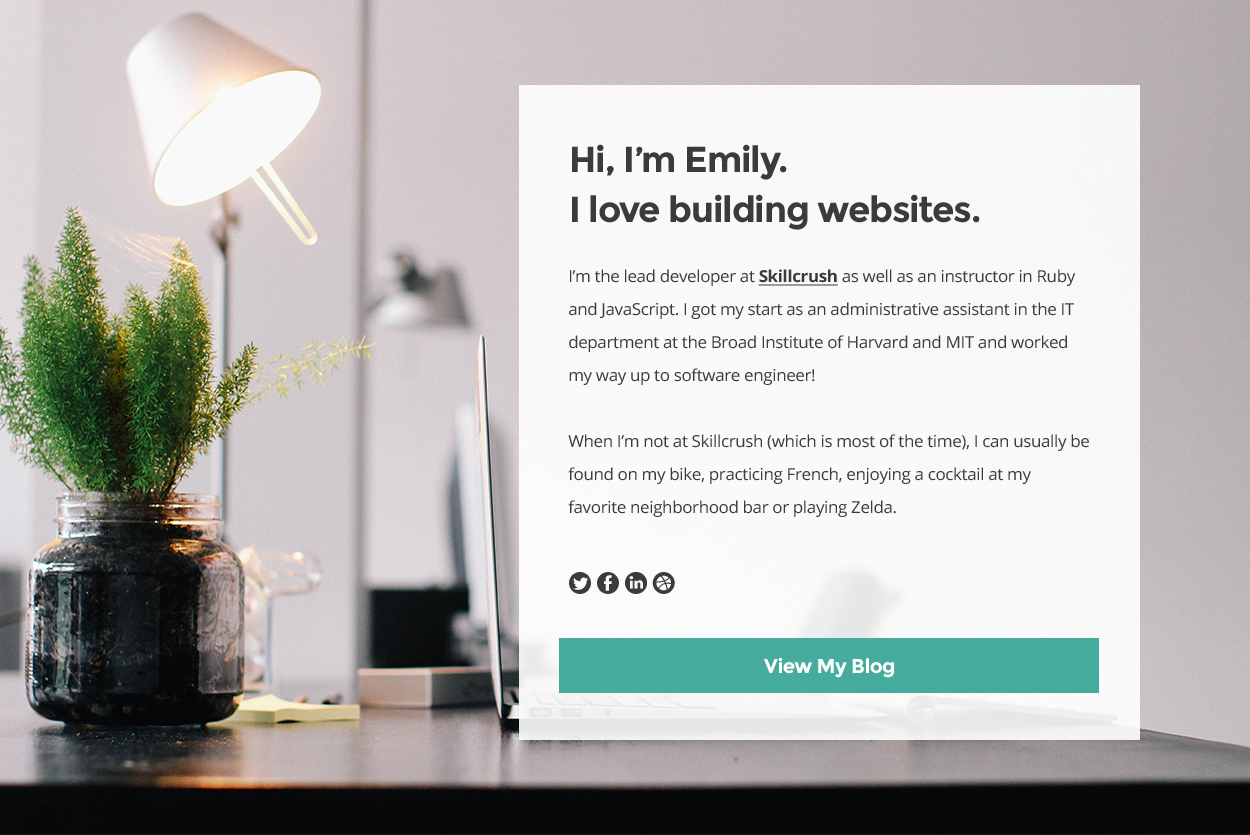 Hi, I’m Emily.
I love building websites.
I’m the lead developer at Skillcrush as well as an instructor in Ruby
and JavaScript. I got my start as an administrative assistant in the IT
department at the Broad Institute of Harvard and MIT and worked
my way up to software engineer!
When I’m not at Skillcrush (which is most of the time), I can usually be
found on my bike, practicing French, enjoying a cocktail at my
favorite neighborhood bar or playing Zelda.
View My Blog